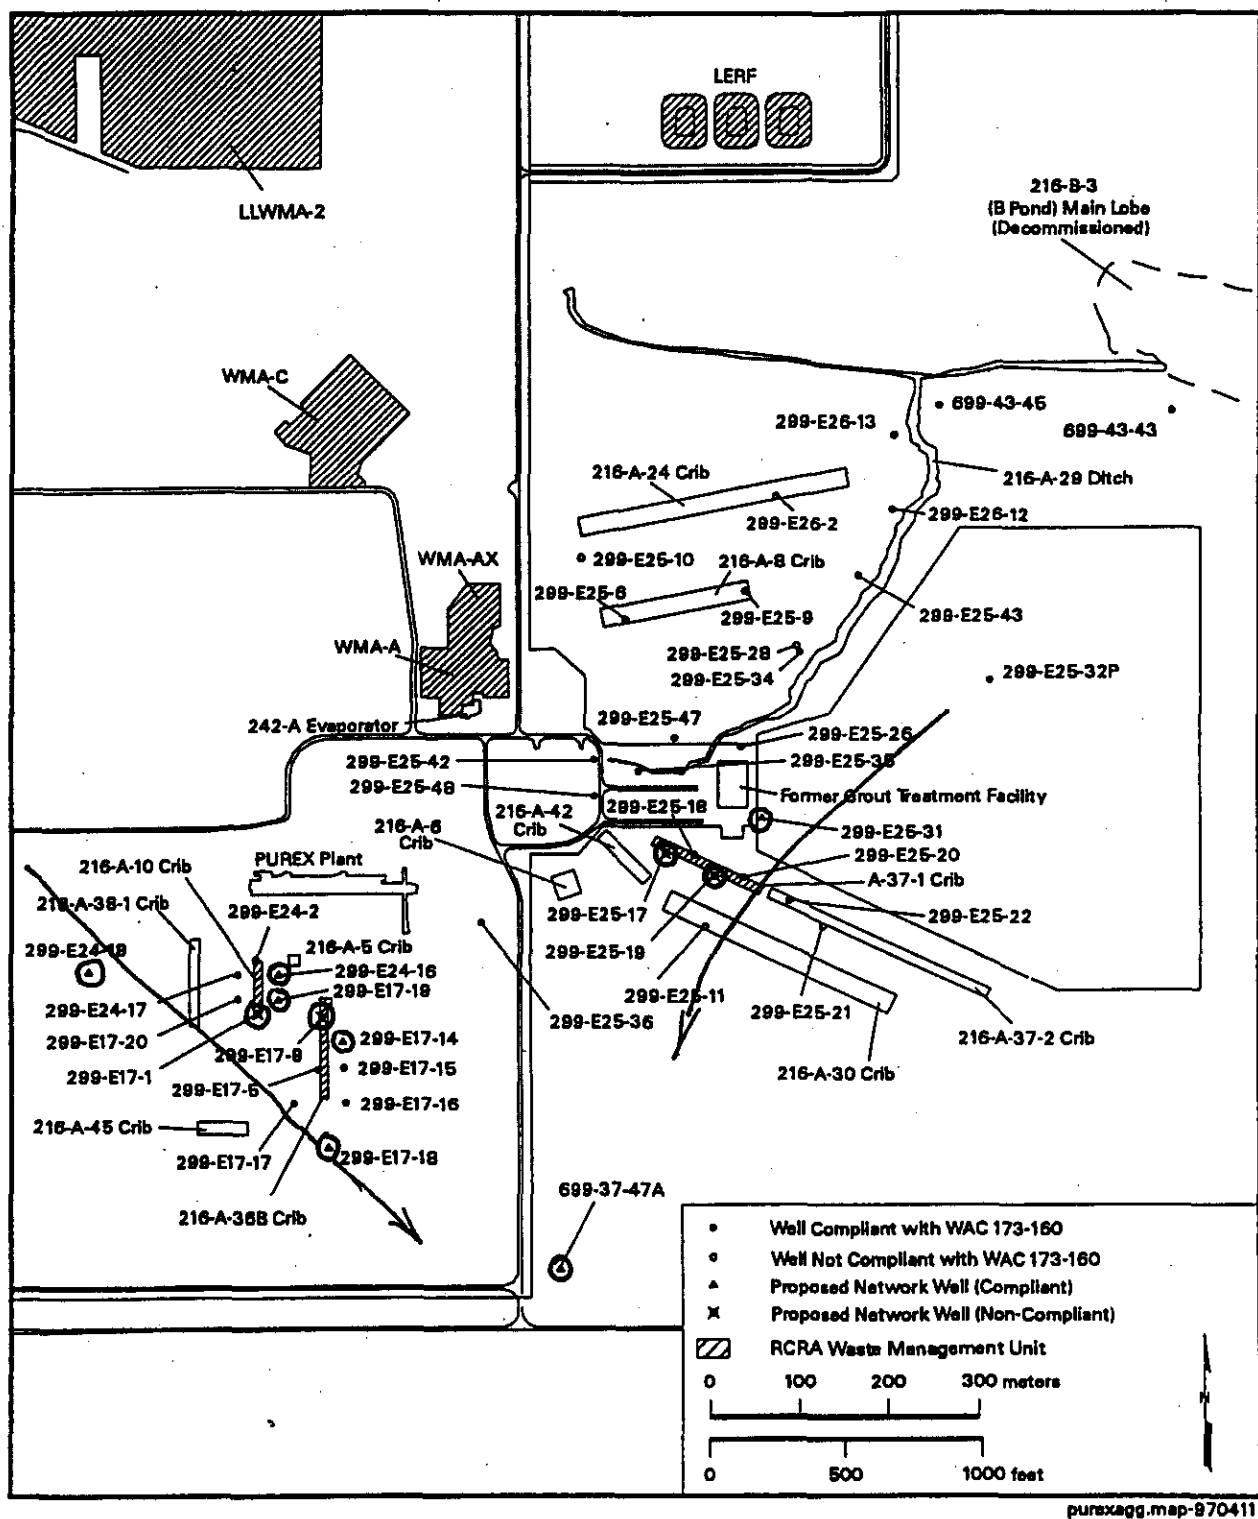 LERF
LLWMA-2
216-B-3
(B Pond) Main Lobe
(Decommissioned)
WMA-C
699-43-45
299-E26-13
699-43-43
216-A-24 Crib
216-A-29 Ditch
299-E26-2
299-E26-12
WMA-AX
299-E25-10
216-A-8 Crib
299-E25-6
299-E25-9
299-E25-43
WMA-A
299-E25-28
299-E25-34
299-E25-32P
242-A Evaporator
299-E25-47
299-E25-26
299-E25-42
299-E25-35
299-E25-48
Former Grout Treatment Facility
216-A-42
Crib
299-E25-18
216-A-6
Crib
299-E25-31
299-E25-20
A-37-1 Crib
216-A-10 Crib
PUREX Plant
216-A-38-1 Crib
299-E24-2
299-E25-17
299-E25-22
299-E24-18
216-A-5 Crib
299-E25-19
299-E24-16
299-E17-19
299-E25-11
299-E24-17
299-E25-36
299-E25-21
299-E17-20
299-E17-14
216-A-37-2 Crib
299-E17-9
299-E17-1
299-E17-15
216-A-30 Crib
299-E17-5
299-E17-16
216-A-45 Crib
299-E17-17
299-E17-18
699-37-47A
216-A-36B Crib
Well Compliant with WAC 173-160
Well Not Compliant with WAC 173-160
Proposed Network Well (Compliant)
Proposed Network Well (Non-Compliant)
RCRA Waste Management Unit
0 100 200 300 meters
N
0 500 1000 feet
purexagg.map-970411